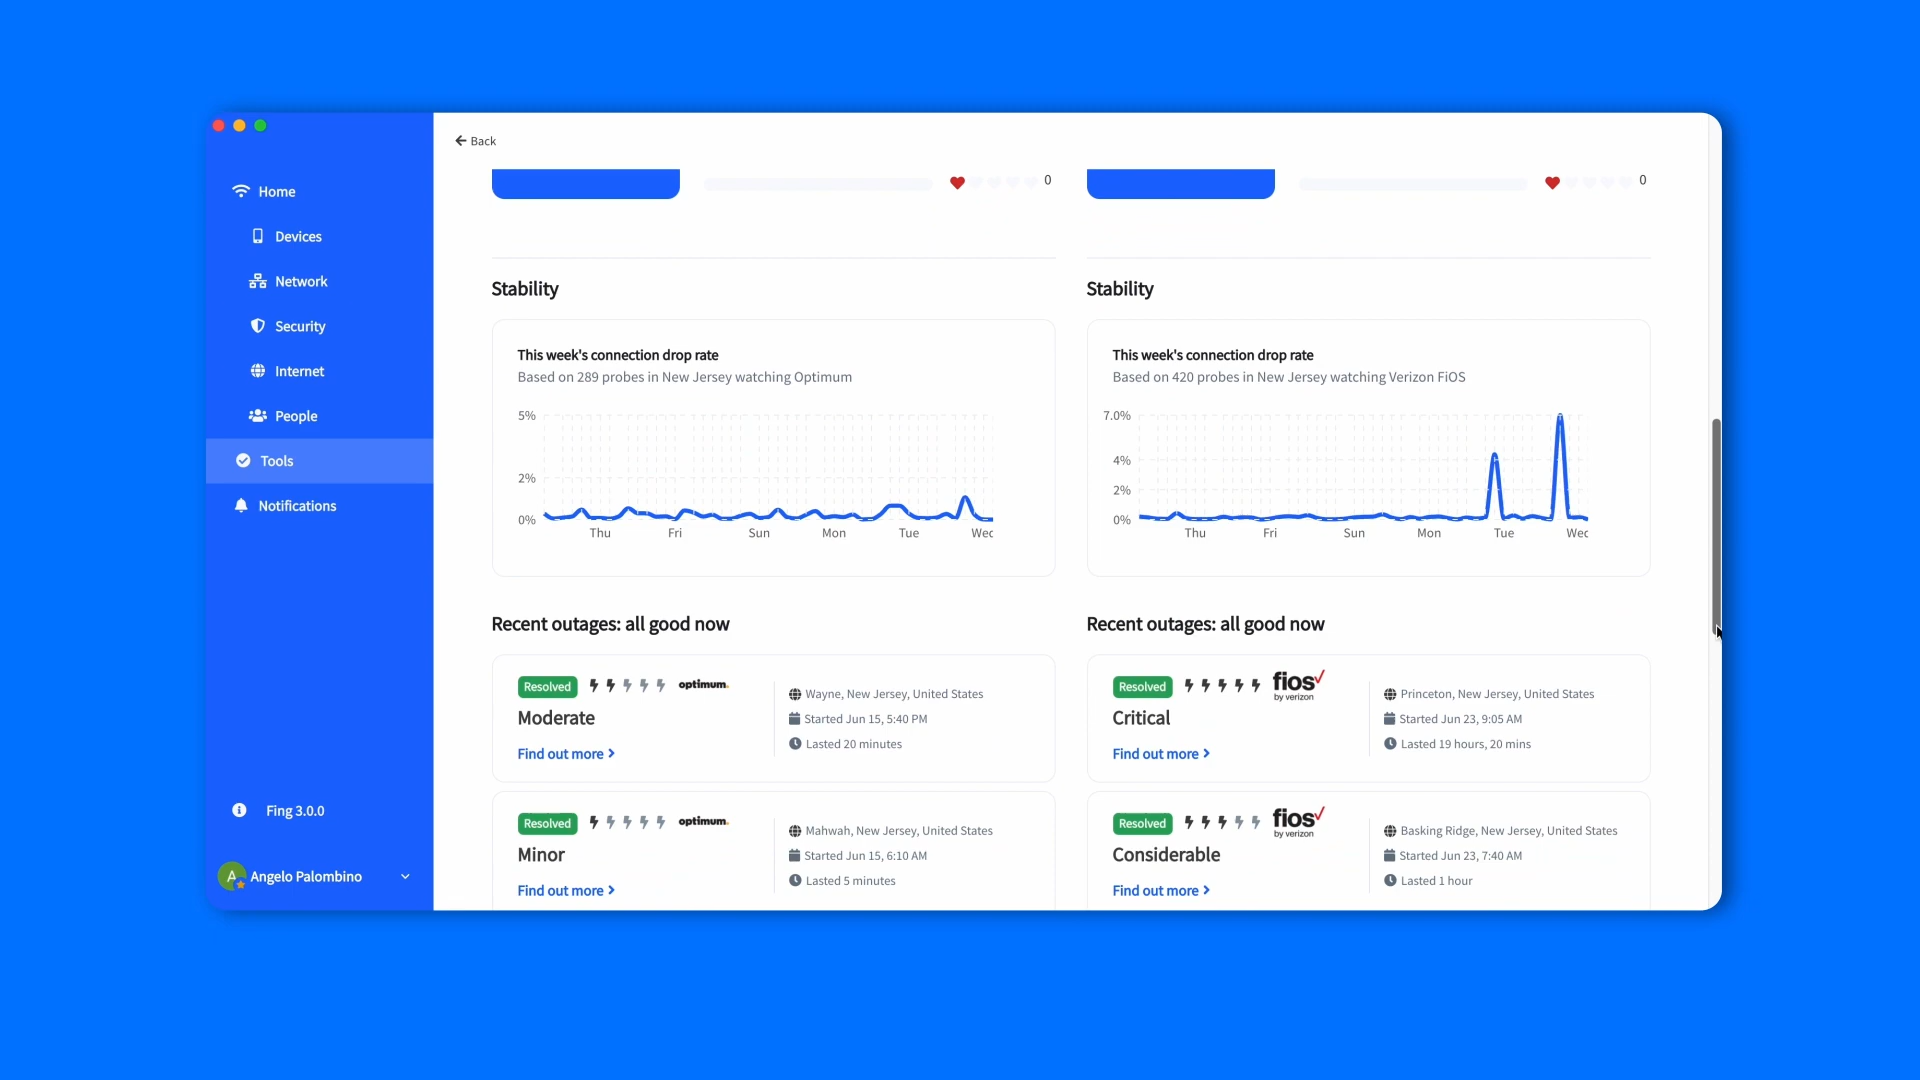 Back
Home
Devices
Network
Security
Internet
People
Tools
Notifications
Fing 3.0.0
A
Angelo Palombino
0
Stability
This week's connection drop rate
Based on 289 probes in New Jersey watching Optimum
5%
2%
0%
Thu Fri Sun Mon Tue Wec
Recent outages: all good now
Resolved optimum.
Moderate
Find out more
Wayne, New Jersey, United States
Started Jun 15, 5:40 PM
Lasted 20 minutes
Resolved optimum.
Minor
Find out more
Mahwah, New Jersey, United States
Started Jun 15, 6:10 AM
Lasted 5 minutes
0
Stability
This week's connection drop rate
Based on 420 probes in New Jersey watching Verizon FiOS
7.0%
4%
2%
0%
Thu Fri Sun Mon Tue Wec
Recent outages: all good now
Resolved fios
by verizon
Critical
Find out more
Princeton, New Jersey, United States
Started Jun 23, 9:05 AM
Lasted 19 hours, 20 mins
Resolved fios
by verizon
Considerable
Find out more
Basking Ridge, New Jersey, United States
Started Jun 23, 7:40 AM
Lasted 1 hour